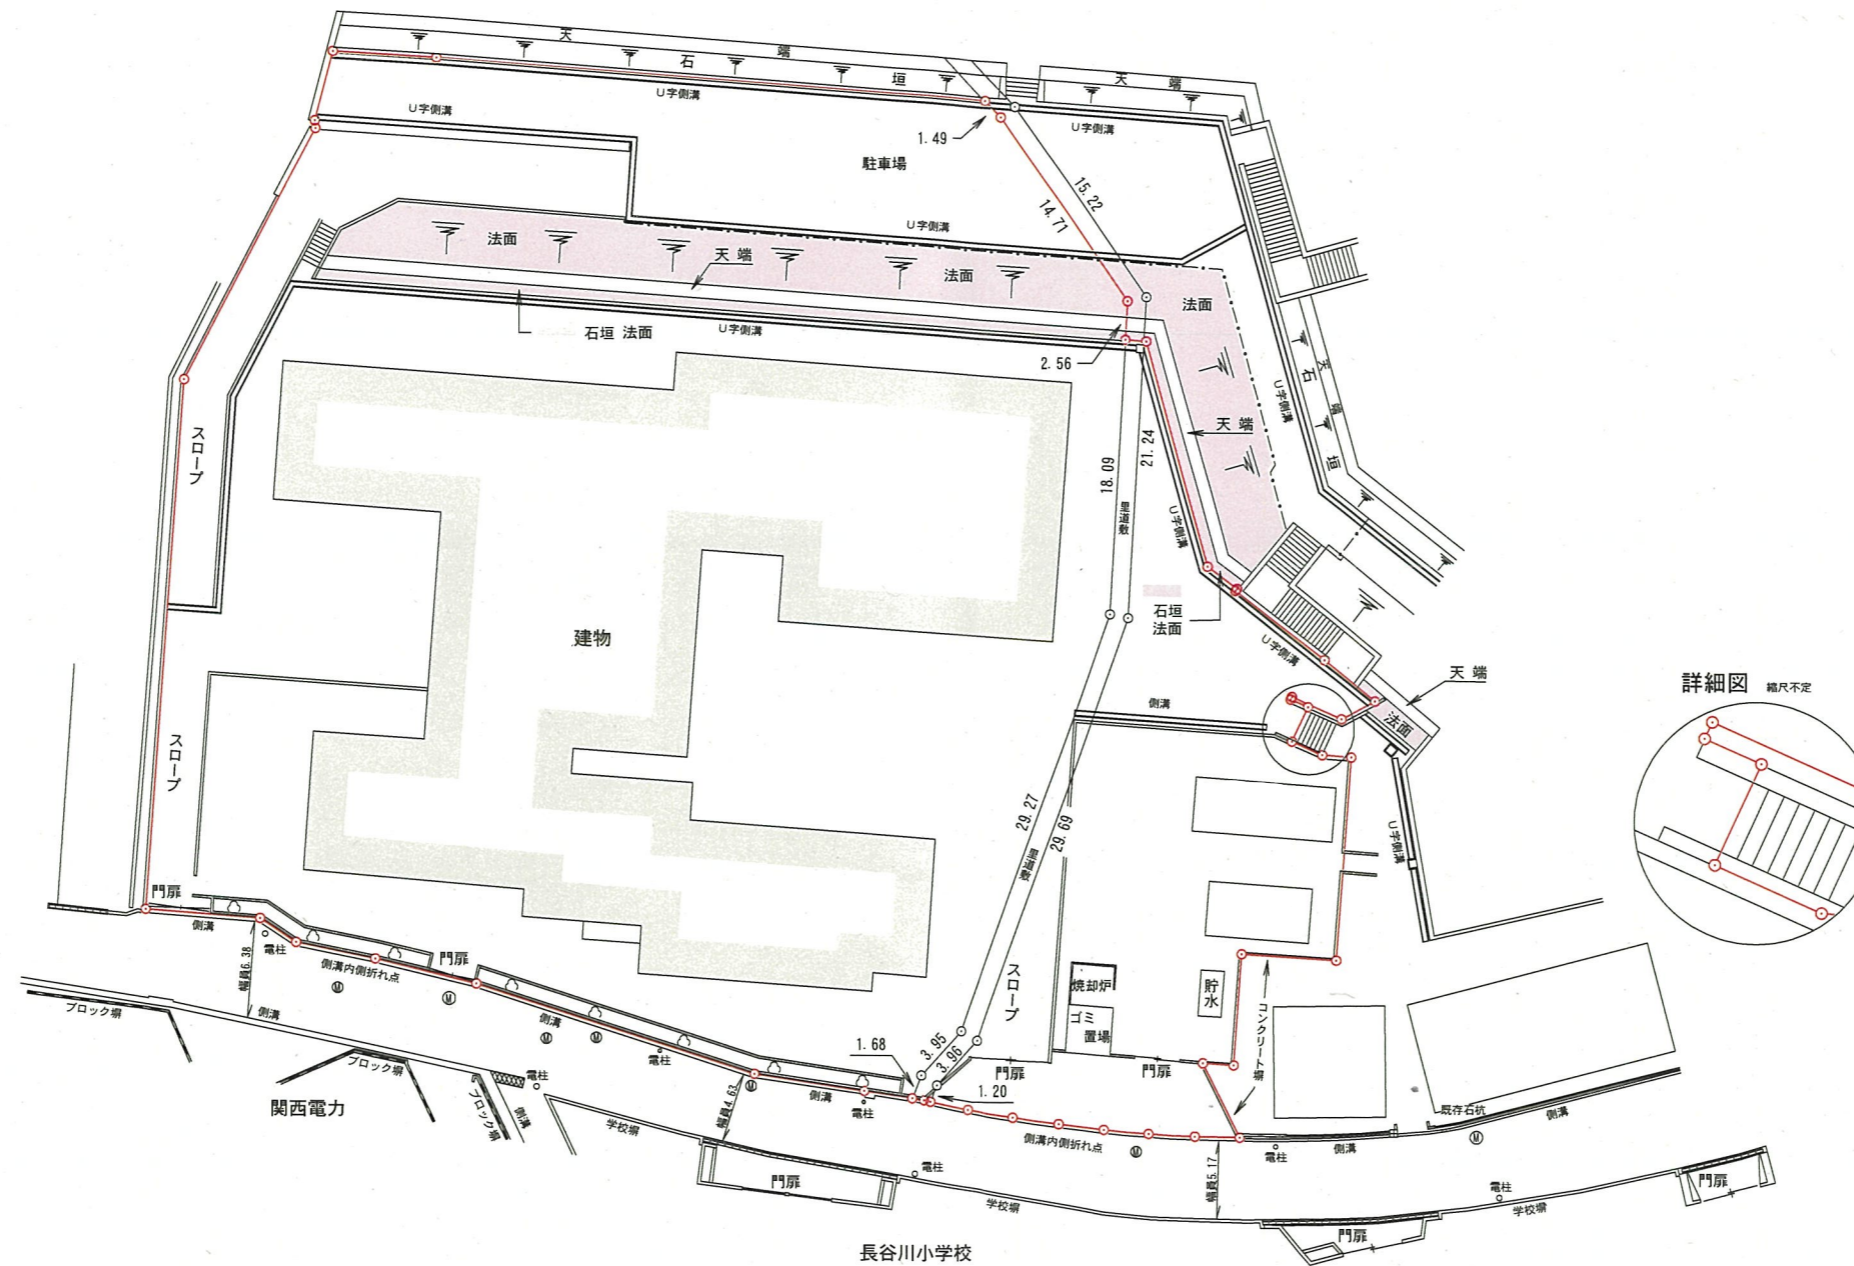 天 端
石 垣
天 端
U字側溝
U字側溝
U字側溝
1.49
駐車場
15.22
14.71
U字側溝
法面
天 端
法面
法面
石垣 法面
U字側溝
2.56
天 端
石 垣
U字側溝
天 端
スロープ
18.09
21.24
里道敷
U字側溝
石垣
法面
建物
U字側溝
天 端
法面
側溝
詳細図 縮尺不定
スロープ
29.27
29.69
里道敷
U字側溝
門扉
側溝
電柱
幅員6.38
側溝内側折れ点
門扉
M
M
側溝
M
M
電柱
M
スロープ
焼却炉
ゴミ
置場
貯水
コンクリート塀
ブロック塀
側溝
ブロック塀
関西電力
ブロック塀
側溝
電柱
学校塀
幅員4.63
側溝
電柱
1.68
3.95
3.96
1.20
門扉
門扉
側溝内側折れ点
M
幅員5.17
電柱
側溝
既存石杭
M
側溝
門扉
電柱
学校塀
門扉
電柱
学校塀
門扉
長谷川小学校